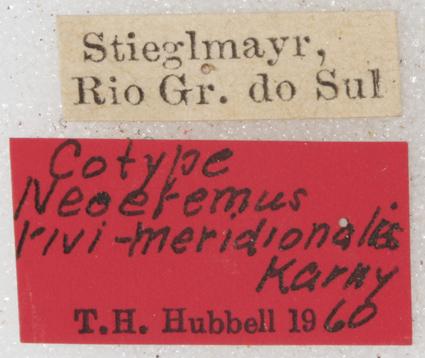 Stieglmayr,
Rio Gr. do Sul
Cotype
Neoeremus
rivi-meridionalis
Karny
T.H. Hubbell 1960